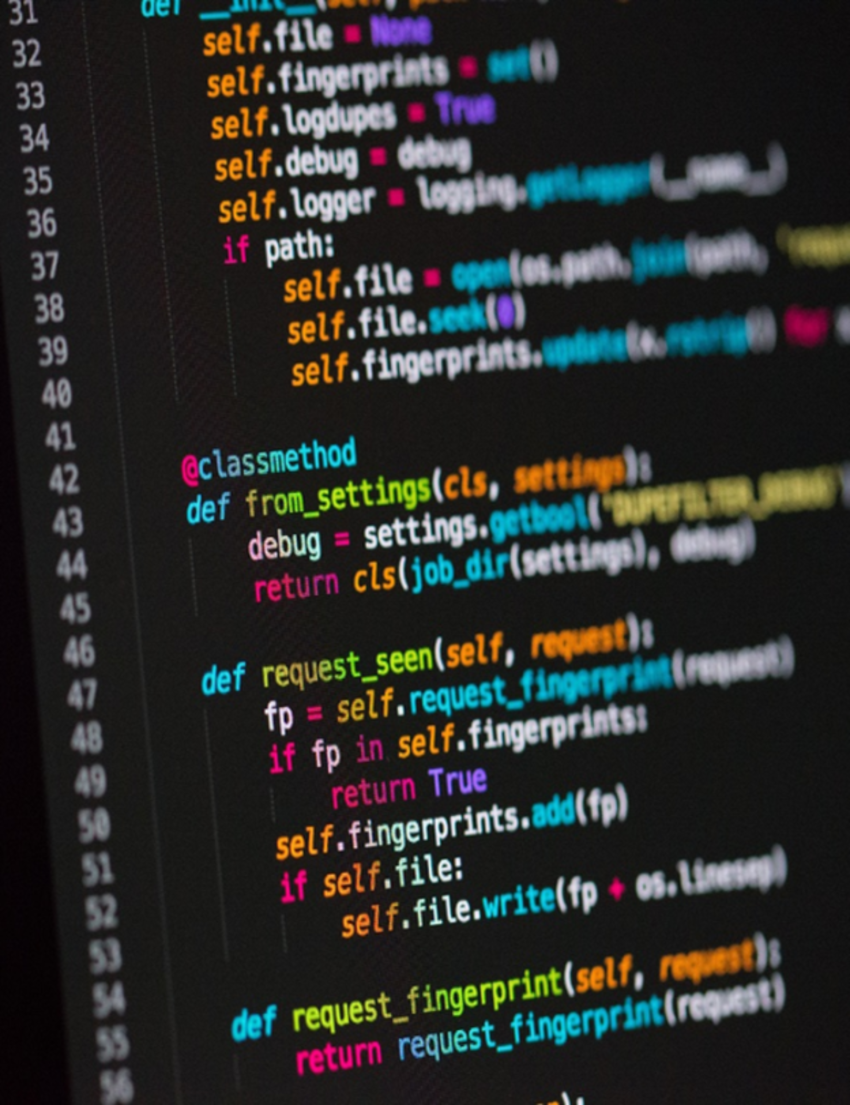 31 def __init__(self, path
32 self.file = None
33 self.fingerprints = set()
34 self.logdupes = True
35 self.debug = debug
36 self.logger = logging.getLogger(__name__)
37 if path:
38 self.file = open(os.path.join(path, 'reque
39 self.file.seek(0)
40 self.fingerprints.update(x.rstrip() for
41
42 @classmethod
43 def from_settings(cls, settings):
44 debug = settings.getbool('DUPEFILTER_DEBUG')
45 return cls(job_dir(settings), debug)
46
47 def request_seen(self, request):
48 fp = self.request_fingerprint(request)
49 if fp in self.fingerprints:
50 return True
51 self.fingerprints.add(fp)
52 if self.file:
53 self.file.write(fp + os.linesep)
54
55 def request_fingerprint(self, request):
56 return request_fingerprint(request)